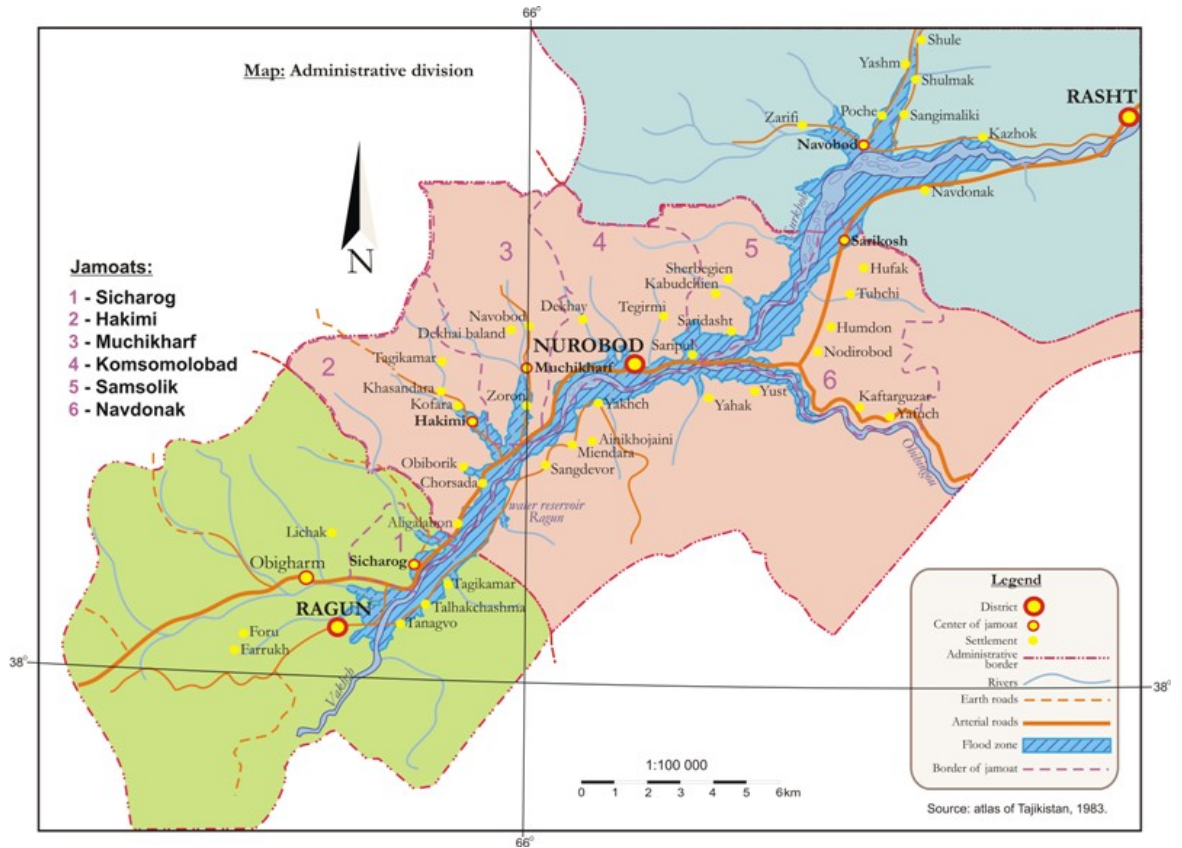 66°
Map: Administrative division
N
Jamoats:
1 - Sicharog
2 - Hakimi
3 - Muchikharf
4 - Komsomolobad
5 - Samsolik
6 - Navdonak
Shule
Yashm
Shulmak
RASHT
Poche
Sangimaliki
Zarifi
Kazhok
Navobod
Navdonak
Surkhob
Sarikosh
3
4
5
Sherbegien
Hufak
Kabudchien
Tuhchi
Dekhay
Tegirmi
Navobod
Dekhai baland
Saridasht
Humdon
NUROBOD
Saripul
Nodirobod
2
Tagikamar
Muchikharf
6
Khasandara
Kofara
Zoron
Yakhch
Yahak
Yust
Kaftarguzar
Yafuch
Hakimi
Ainikhojaini
Miendara
Obihingou
Obiborik
Sangdevor
Chorsada
water reservoir
Ragun
Aligalabon
Lichak
1
Obigharm
Sicharog
Tagikamar
RAGUN
Talhakchashma
Tanagvo
Foru
Farrukh
38°
Vakhsh
38°
Legend
District
Center of jamoat
Settlement
Administrative
border
Rivers
Earth roads
Arterial roads
Flood zone
Border of jamoat
1:100 000
0 1 2 3 4 5 6km
Source: atlas of Tajikistan, 1983.
66°